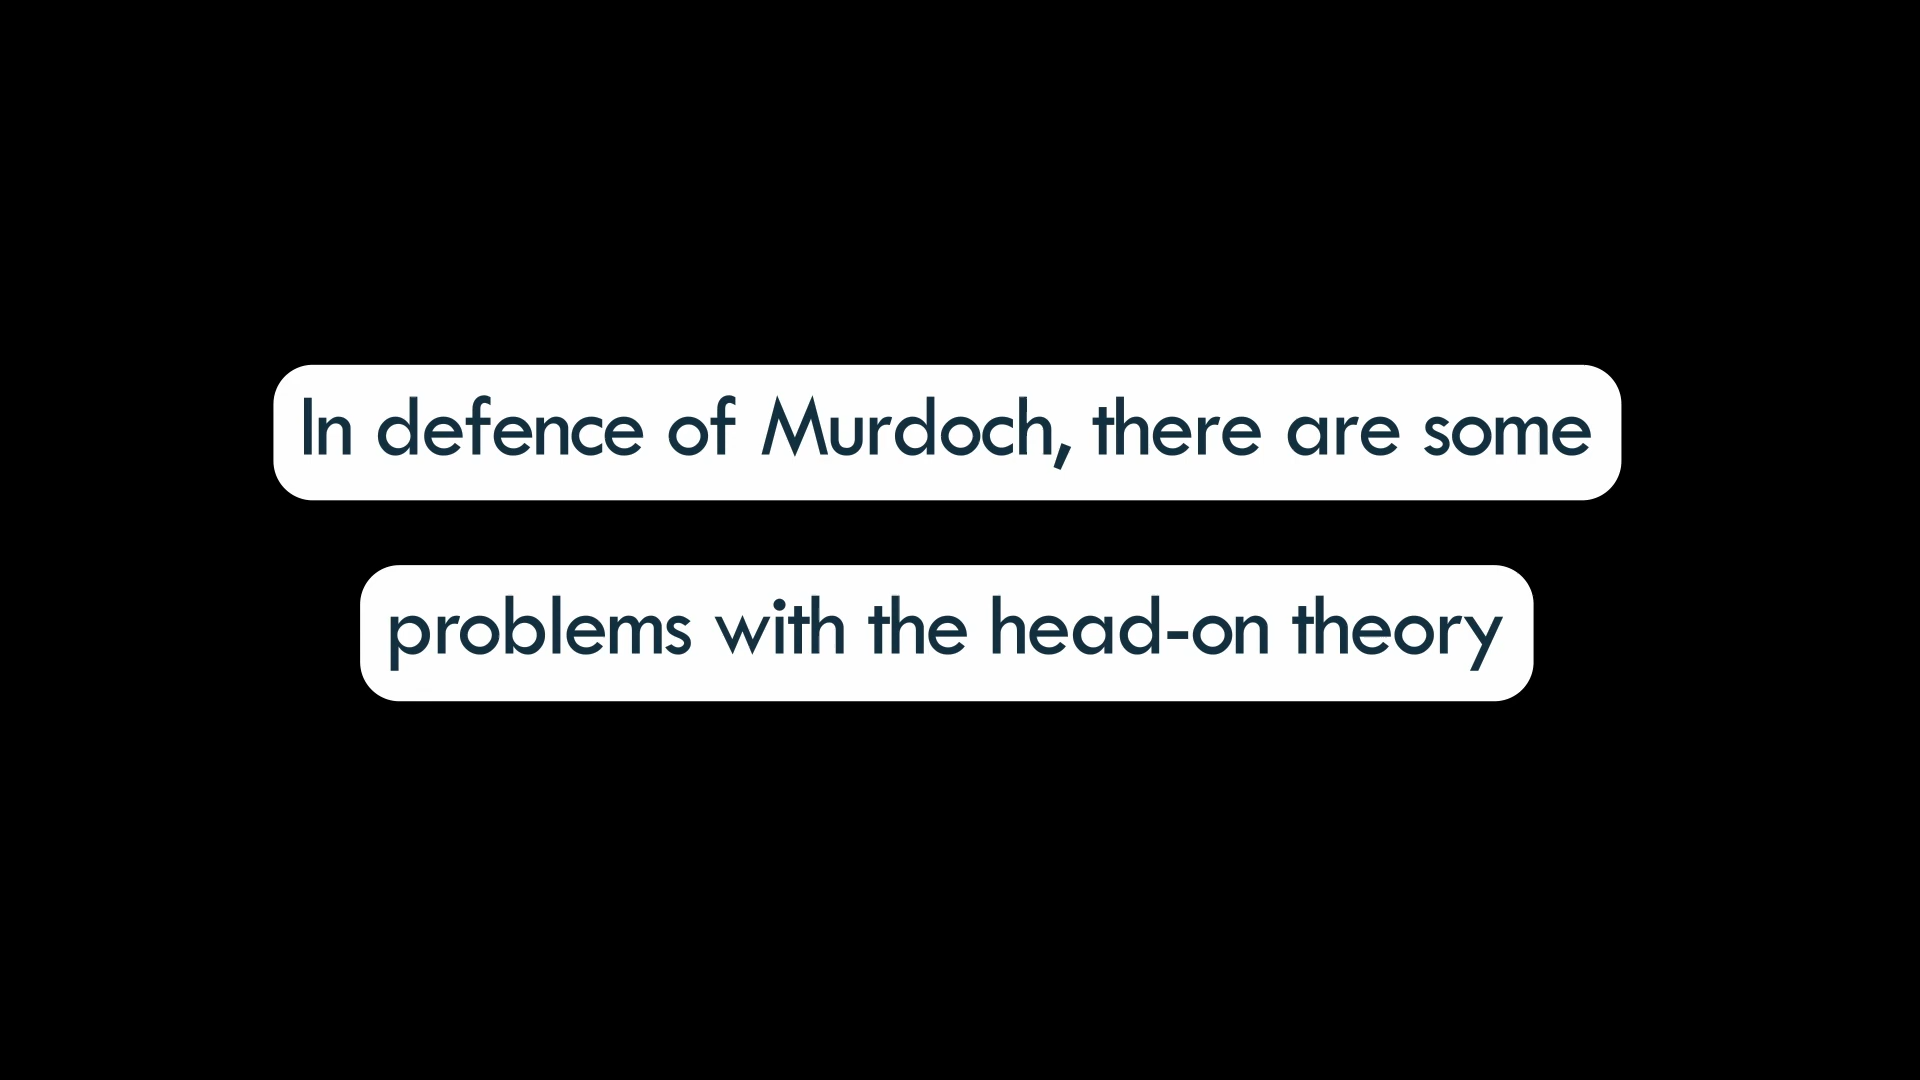 In defence of Murdoch, there are some
problems with the head-on theory